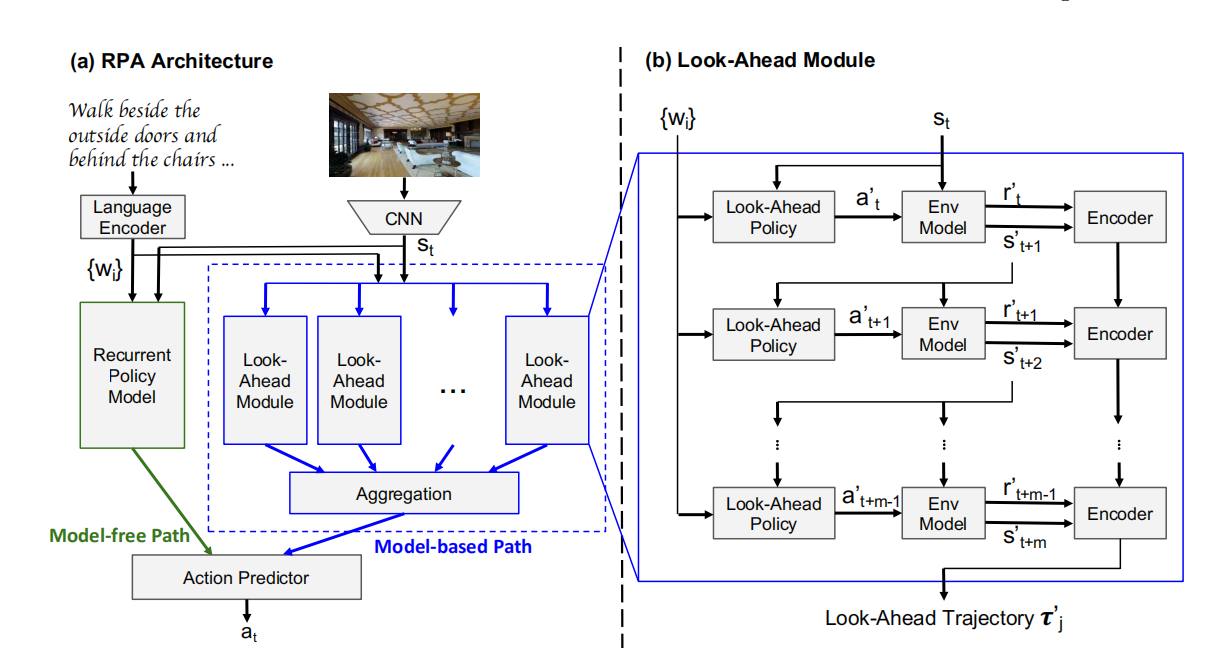 (a) RPA Architecture
Walk beside the
outside doors and
behind the chairs ...
Language
Encoder
CNN
{wi}
st
Recurrent
Policy
Model
Look-
Ahead
Module
Look-
Ahead
Module
...
Look-
Ahead
Module
Aggregation
Model-free Path
Model-based Path
Action Predictor
at
(b) Look-Ahead Module
{wi}
st
Look-Ahead
Policy
a't
Env
Model
r't
s't+1
Encoder
Look-Ahead
Policy
a't+1
Env
Model
r't+1
s't+2
Encoder
...
...
...
Look-Ahead
Policy
a't+m-1
Env
Model
r't+m-1
s't+m
Encoder
Look-Ahead Trajectory τ'j